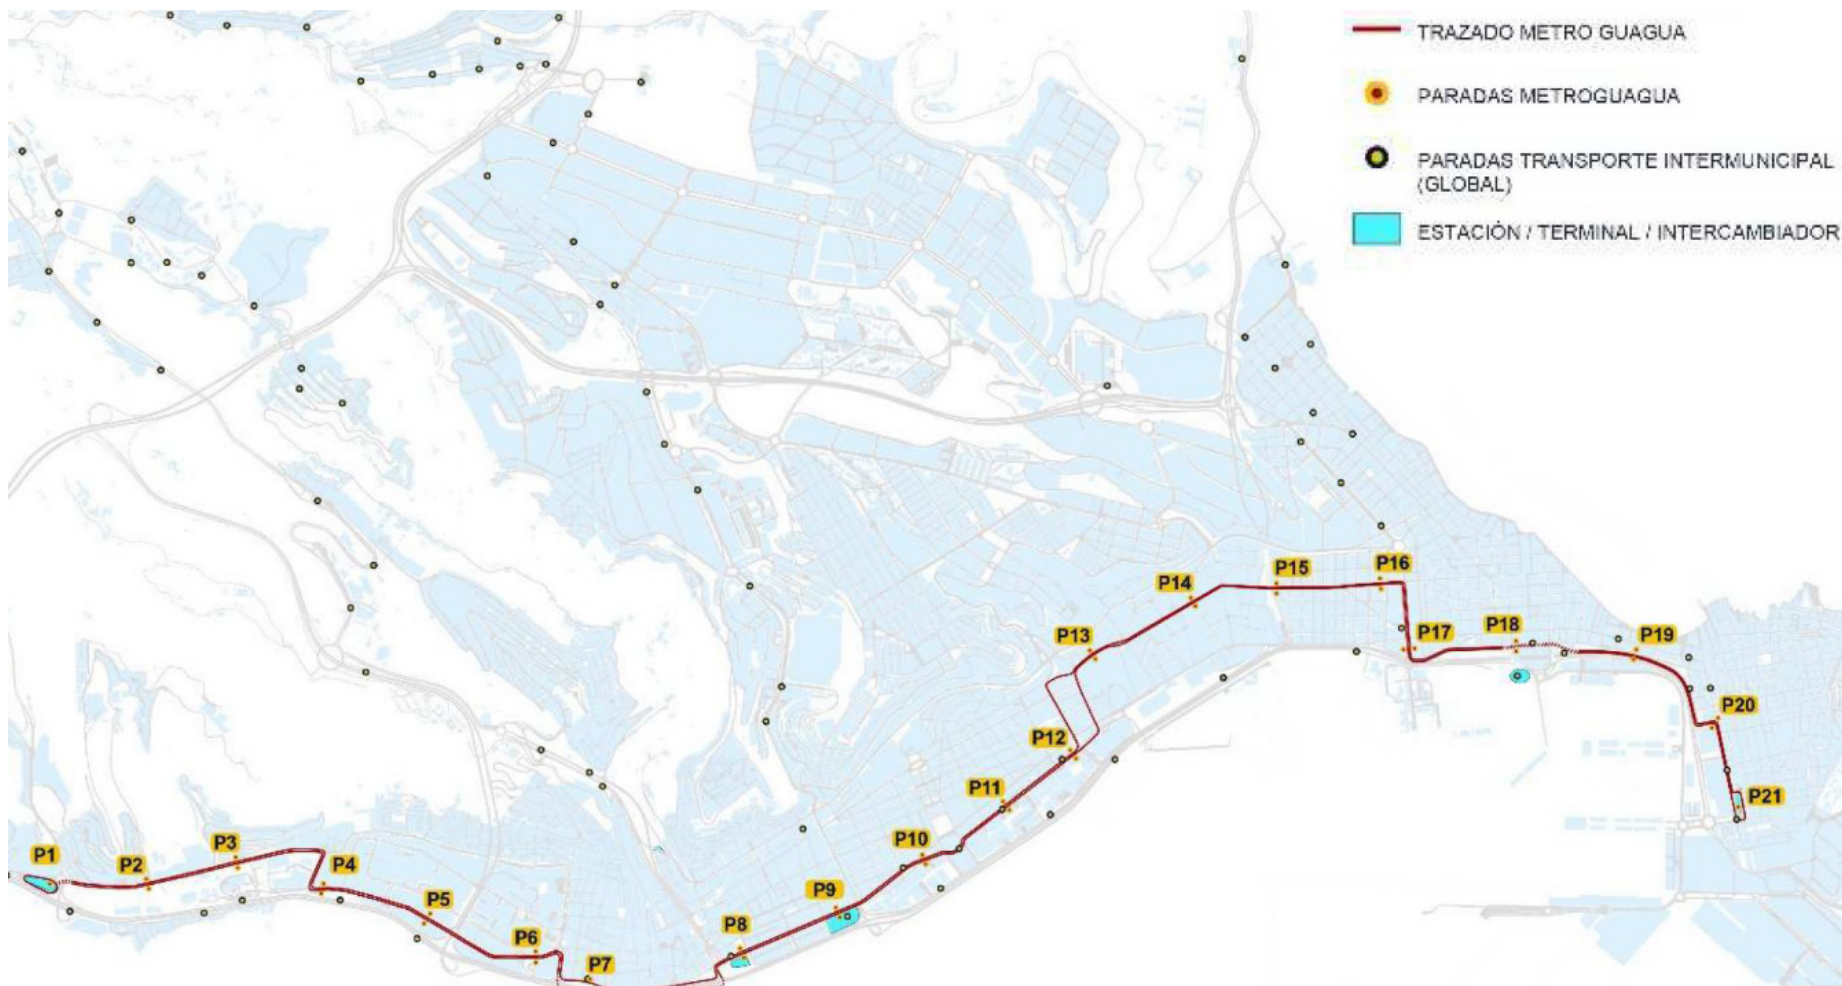 TRAZADO METRO GUAGUA
PARADAS METROGUAGUA
PARADAS TRANSPORTE INTERMUNICIPAL
(GLOBAL)
ESTACIÓN / TERMINAL / INTERCAMBIADOR
P1
P2
P3
P4
P5
P6
P7
P8
P9
P10
P11
P12
P13
P14
P15
P16
P17
P18
P19
P20
P21